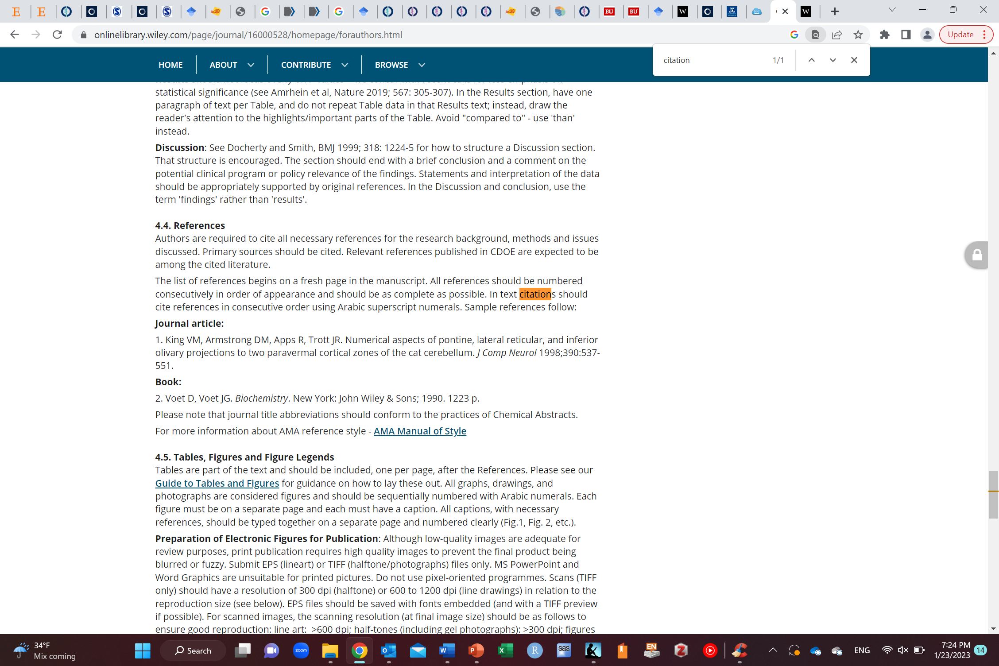 onlinelibrary.wiley.com/page/journal/16000528/homepage/forauthors.html
Update
citation
1/1
HOME
ABOUT
CONTRIBUTE
BROWSE
statistical significance (see Amrhein et al, Nature 2019; 567: 305-307). In the Results section, have one
paragraph of text per Table, and do not repeat Table data in that Results text; instead, draw the
reader’s attention to the highlights/important parts of the Table. Avoid "compared to" - use 'than'
instead.
Discussion: See Docherty and Smith, BMJ 1999; 318: 1224-5 for how to structure a Discussion section.
That structure is encouraged. The section should end with a brief conclusion and a comment on the
potential clinical program or policy relevance of the findings. Statements and interpretation of the data
should be appropriately supported by original references. In the Discussion and conclusion, use the
term 'findings' rather than 'results'.
4.4. References
Authors are required to cite all necessary references for the research background, methods and issues
discussed. Primary sources should be cited. Relevant references published in CDOE are expected to be
among the cited literature.
The list of references begins on a fresh page in the manuscript. All references should be numbered
consecutively in order of appearance and should be as complete as possible. In text citations should
cite references in consecutive order using Arabic superscript numerals. Sample references follow:
Journal article:
1. King VM, Armstrong DM, Apps R, Trott JR. Numerical aspects of pontine, lateral reticular, and inferior
olivary projections to two paravermal cortical zones of the cat cerebellum. J Comp Neurol 1998;390:537-
551.
Book:
2. Voet D, Voet JG. Biochemistry. New York: John Wiley & Sons; 1990. 1223 p.
Please note that journal title abbreviations should conform to the practices of Chemical Abstracts.
For more information about AMA reference style - AMA Manual of Style
4.5. Tables, Figures and Figure Legends
Tables are part of the text and should be included, one per page, after the References. Please see our
Guide to Tables and Figures for guidance on how to lay these out. All graphs, drawings, and
photographs are considered figures and should be sequentially numbered with Arabic numerals. Each
figure must be on a separate page and each must have a caption. All captions, with necessary
references, should be typed together on a separate page and numbered clearly (Fig.1, Fig. 2, etc.).
Preparation of Electronic Figures for Publication: Although low-quality images are adequate for
review purposes, print publication requires high quality images to prevent the final product being
blurred or fuzzy. Submit EPS (lineart) or TIFF (halftone/photographs) files only. MS PowerPoint and
Word Graphics are unsuitable for printed pictures. Do not use pixel-oriented programmes. Scans (TIFF
only) should have a resolution of 300 dpi (halftone) or 600 to 1200 dpi (line drawings) in relation to the
reproduction size (see below). EPS files should be saved with fonts embedded (and with a TIFF preview
if possible). For scanned images, the scanning resolution (at final image size) should be as follows to
ensure good reproduction: line art:  >600 dpi; half-tones (including gel photographs): >300 dpi; figures
34°F
Mix coming
Search
zoom
EN
sas
ENG
7:24 PM
1/23/2023
14